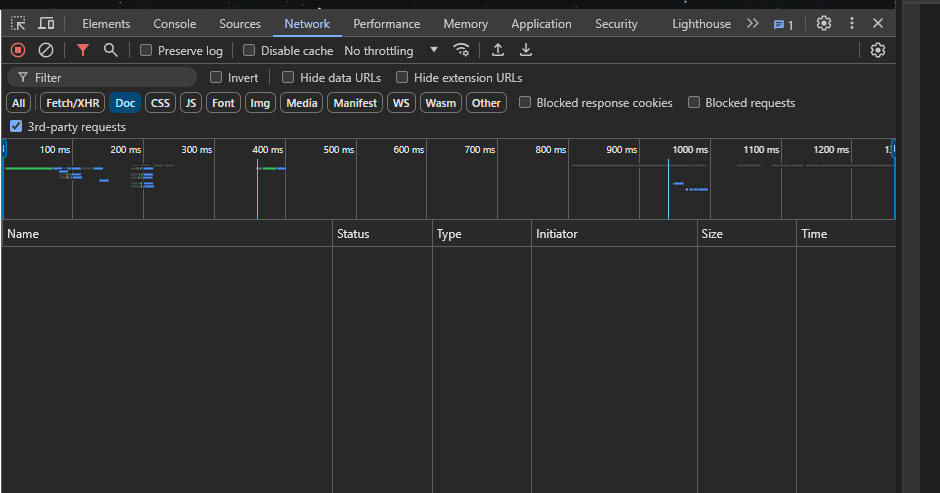 Elements Console Sources Network Performance Memory Application Security Lighthouse 1
Preserve log Disable cache No throttling
Filter Invert Hide data URLs Hide extension URLs
All Fetch/XHR Doc CSS JS Font Img Media Manifest WS Wasm Other Blocked response cookies Blocked requests
3rd-party requests
100 ms 200 ms 300 ms 400 ms 500 ms 600 ms 700 ms 800 ms 900 ms 1000 ms 1100 ms 1200 ms
Name Status Type Initiator Size Time